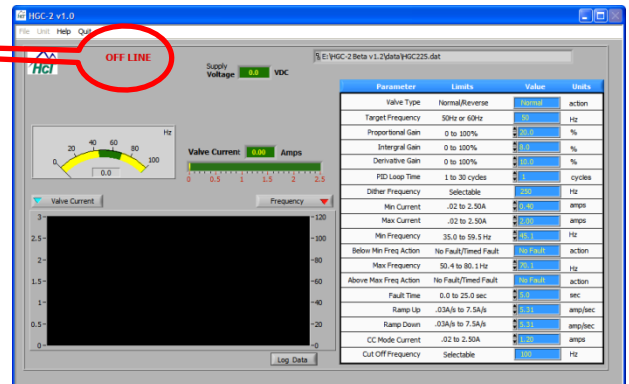 HGC-2 v1.0
File Unit Help Quit
HCI
OFF LINE
Supply Voltage 0.0 VDC
E:\HGC-2 Beta v1.2\data\HGC225.dat
Hz
0 20 40 60 80 100
0.0
Valve Current 0.00 Amps
0 0.5 1 1.5 2 2.5
Valve Current
Frequency
3- -120
2.5- -100
2- -80
1.5- -60
1- -40
0.5- -20
0- -0
Log Data
Parameter Limits Value Units
Valve Type Normal/Reverse Normal action
Target Frequency 50Hz or 60Hz 50 Hz
Proportional Gain 0 to 100% 20.0 %
Intergral Gain 0 to 100% 8.0 %
Derivative Gain 0 to 100% 10.0 %
PID Loop Time 1 to 30 cycles 1 cycles
Dither Frequency Selectable 250 Hz
Min Current .02 to 2.50A 0.40 amps
Max Current .02 to 2.50A 2.00 amps
Min Frequency 35.0 to 59.5 Hz 45.1 Hz
Below Min Freq Action No Fault/Timed Fault No Fault action
Max Frequency 50.4 to 80.1 Hz 70.1 Hz
Above Max Freq Action No Fault/Timed Fault No Fault action
Fault Time 0.0 to 25.0 sec 5.0 sec
Ramp Up .03A/s to 7.5A/s 5.31 amp/sec
Ramp Down .03A/s to 7.5A/s 5.31 amp/sec
CC Mode Current .02 to 2.50A 1.20 amps
Cut Off Frequency Selectable 100 Hz